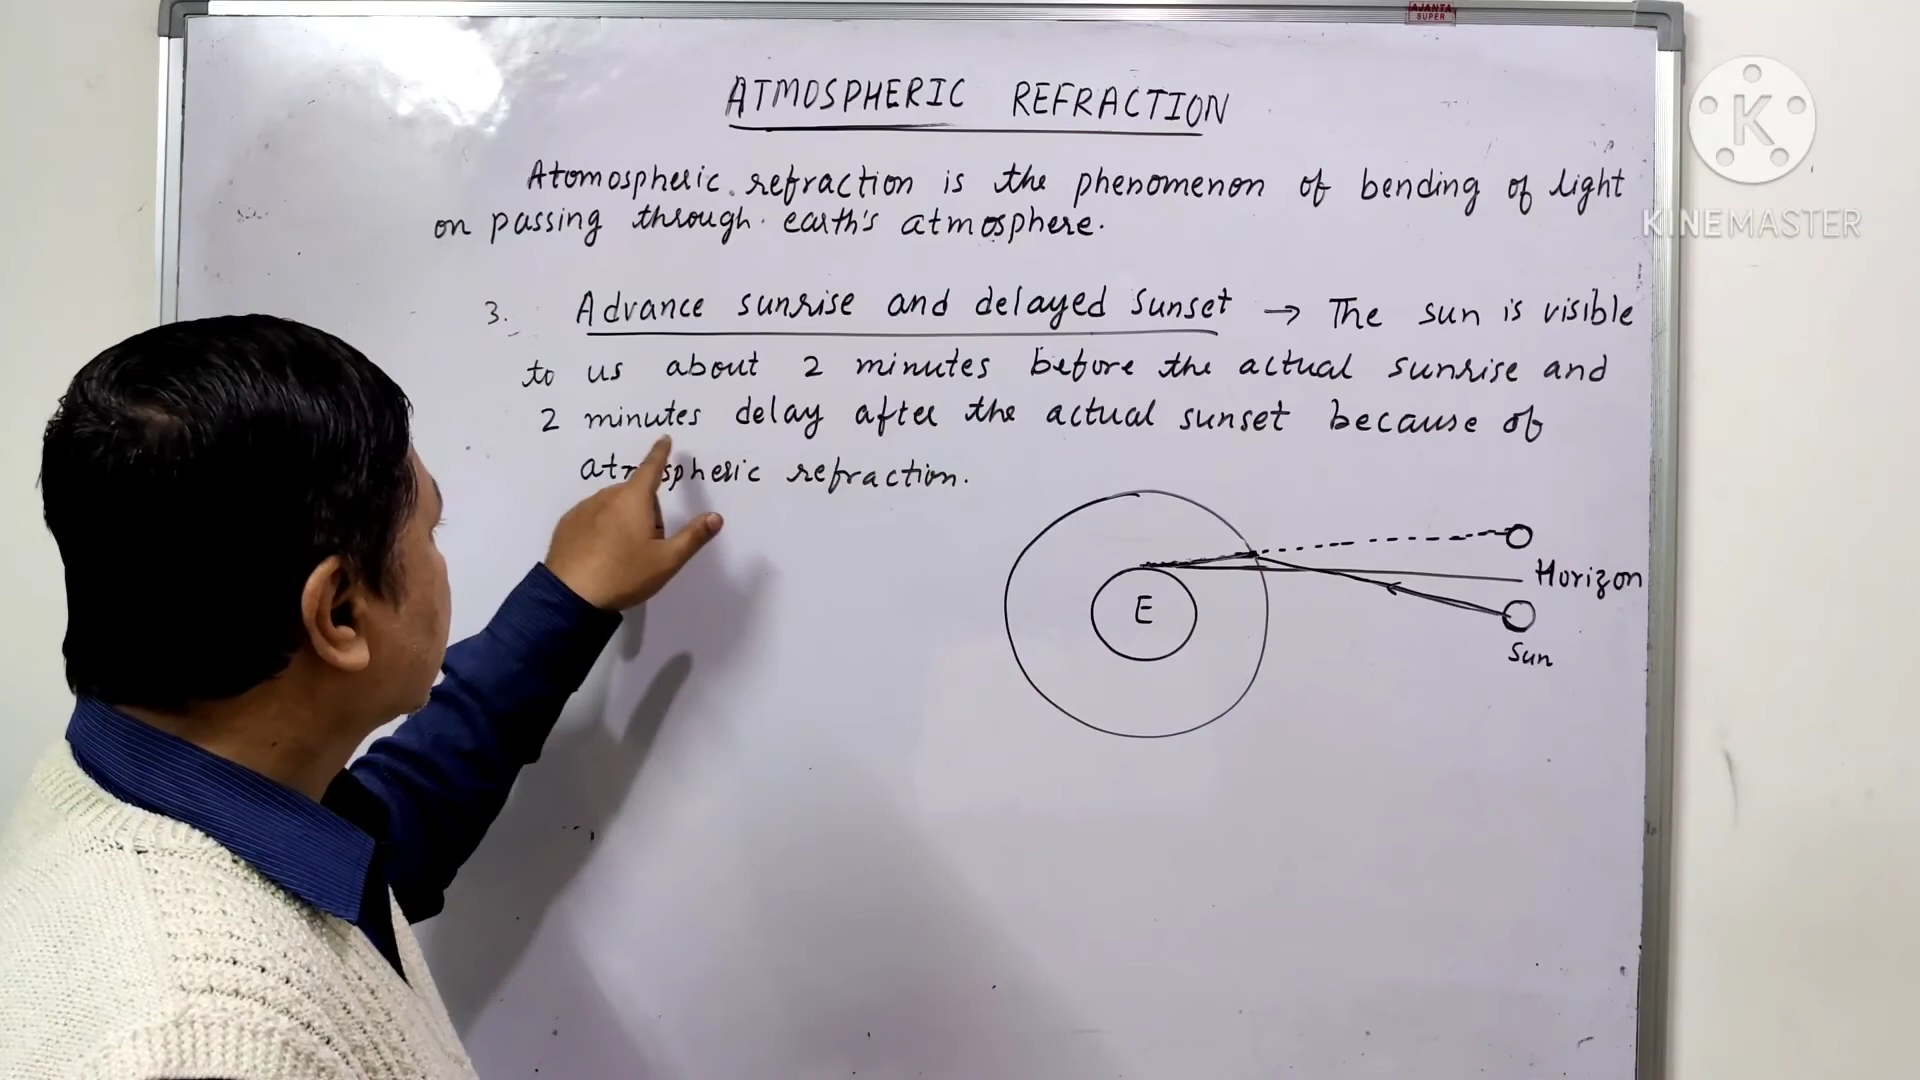 AJANTA
SUPER
K
KINEMASTER
ATMOSPHERIC REFRACTION
Atomospheric refraction is the phenomenon of bending of light
on passing through earth's atmosphere.
3. Advance sunrise and delayed sunset → The sun is visible
to us about 2 minutes before the actual sunrise and
2 minutes delay after the actual sunset because of
refraction.
Horizon
E
Sun